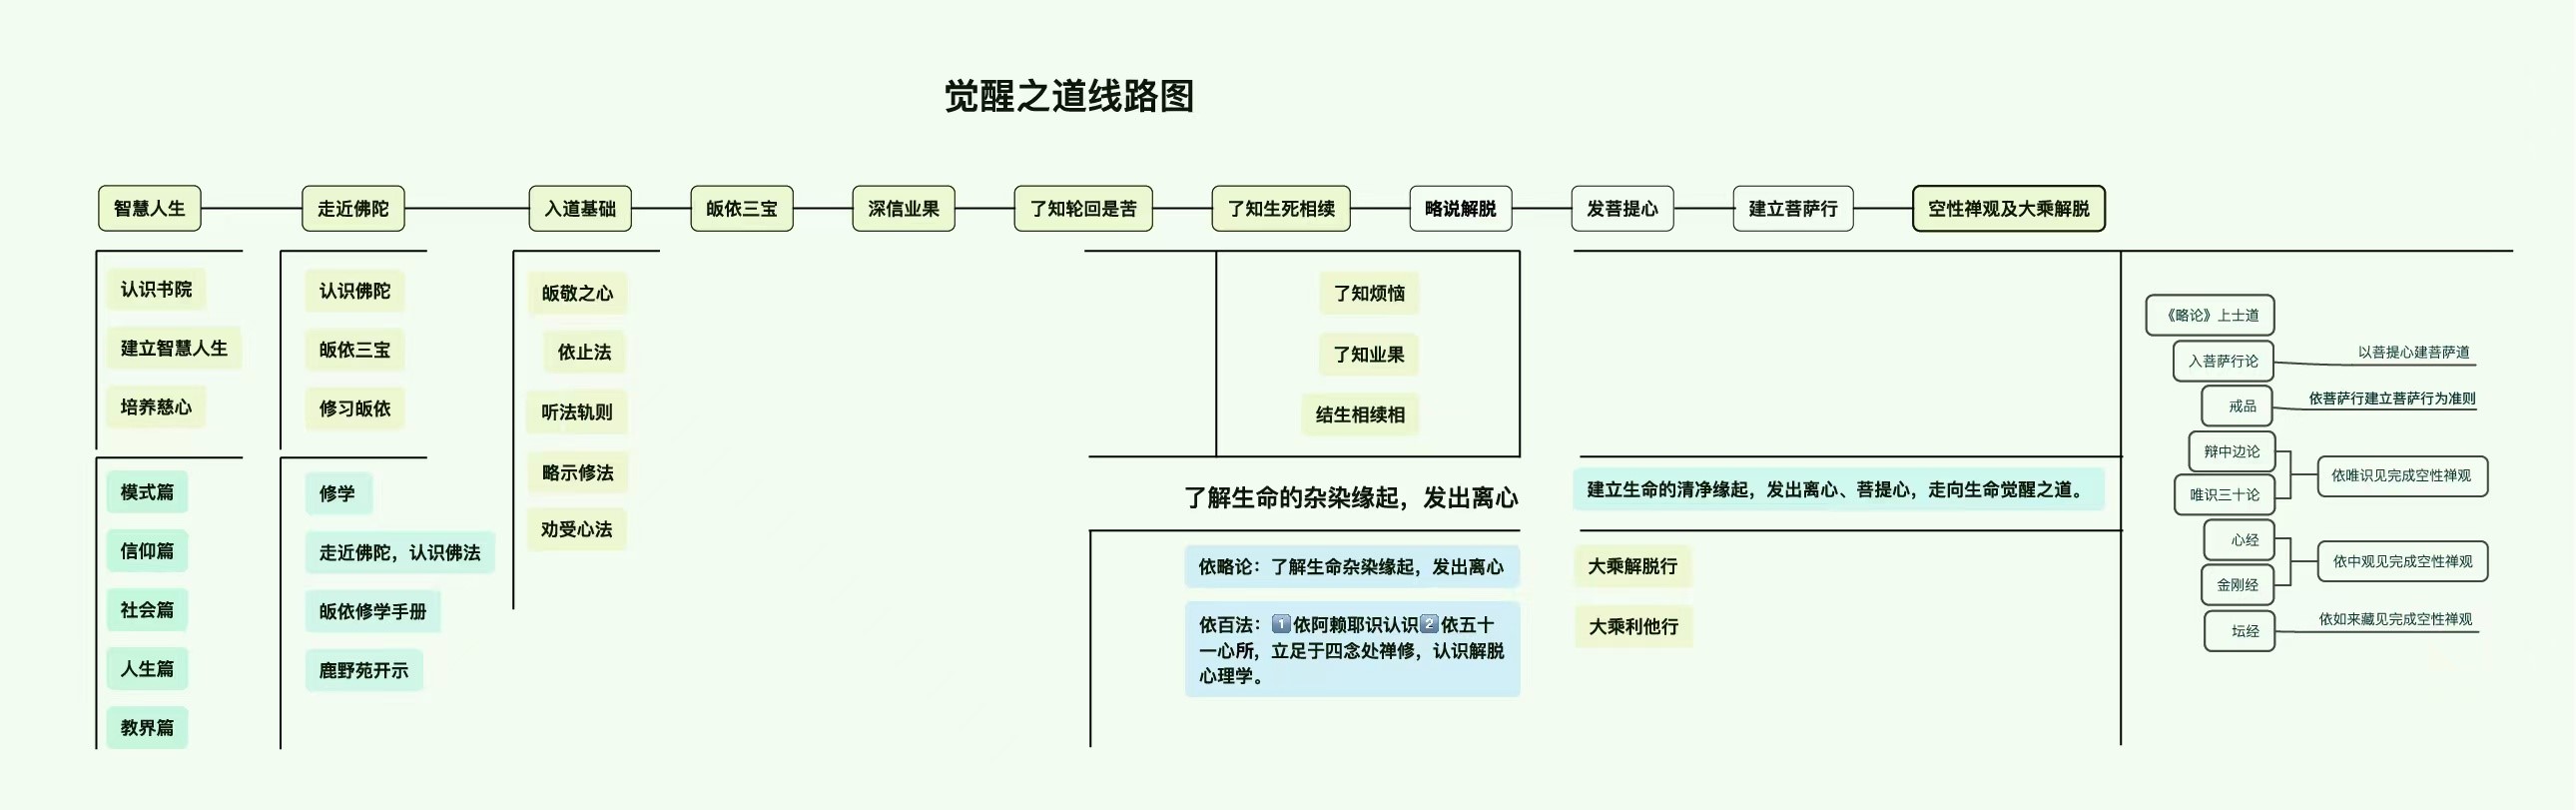 觉醒之道线路图
智慧人生
走近佛陀
入道基础
皈依三宝
深信业果
了知轮回是苦
了知生死相续
略说解脱
发菩提心
建立菩萨行
空性禅观及大乘解脱
认识书院
建立智慧人生
培养慈心
模式篇
信仰篇
社会篇
人生篇
教界篇
认识佛陀
皈依三宝
修习皈依
修学
走近佛陀，认识佛法
皈依修学手册
鹿野苑开示
皈敬之心
依止法
听法轨则
略示修法
劝受心法
了知烦恼
了知业果
结生相续相
了解生命的杂染缘起，发出离心
依略论：了解生命杂染缘起，发出离心
依百法：1️⃣依阿赖耶识认识2️⃣依五十
一心所，立足于四念处禅修，认识解脱
心理学。
建立生命的清净缘起，发出离心、菩提心，走向生命觉醒之道。
大乘解脱行
大乘利他行
《略论》上士道
入菩萨行论
以菩提心建菩萨道
戒品
依菩萨行建立菩萨行为准则
辩中边论
唯识三十论
依唯识见完成空性禅观
心经
金刚经
依中观见完成空性禅观
坛经
依如来藏见完成空性禅观